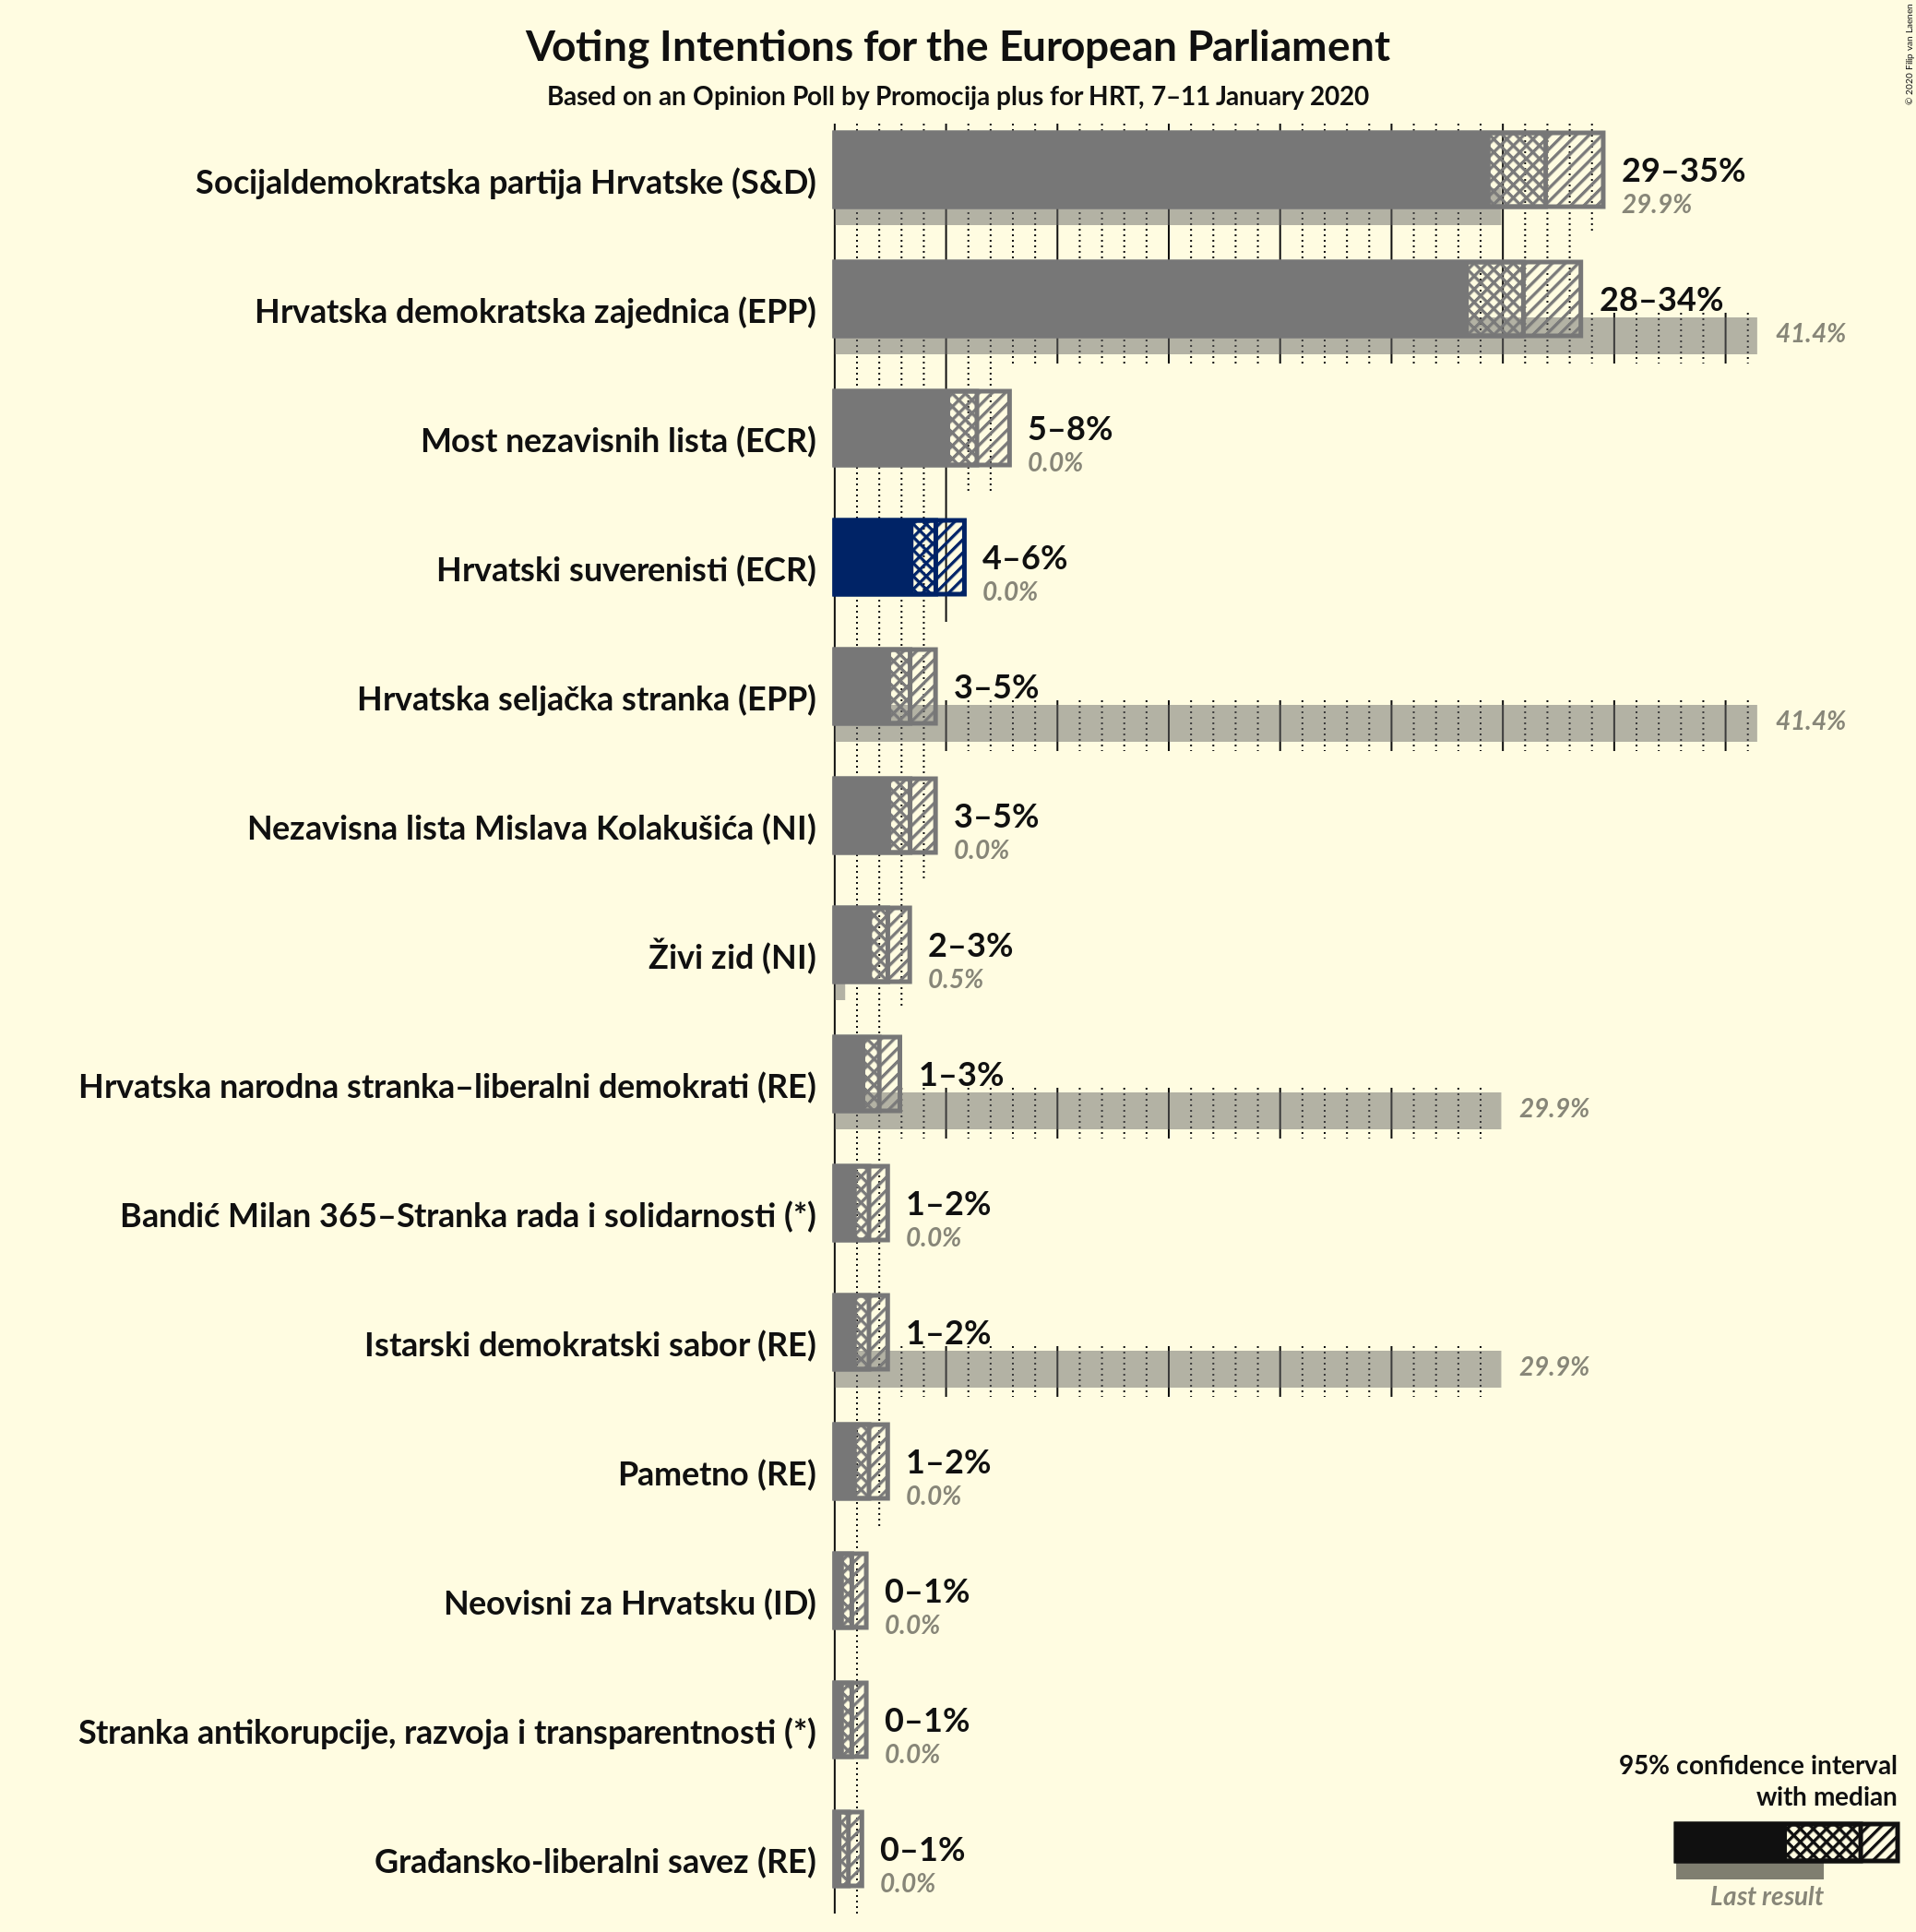 Voting Intentions for the European Parliament
Based on an Opinion Poll by Promocija plus for HRT, 7–11 January 2020
© 2020 Filip van Laenen
Socijaldemokratska partija Hrvatske (S&D)
29–35%
29.9%
Hrvatska demokratska zajednica (EPP)
28–34%
41.4%
Most nezavisnih lista (ECR)
5–8%
0.0%
Hrvatski suverenisti (ECR)
4–6%
0.0%
Hrvatska seljačka stranka (EPP)
3–5%
41.4%
Nezavisna lista Mislava Kolakušića (NI)
3–5%
0.0%
Živi zid (NI)
2–3%
0.5%
Hrvatska narodna stranka–liberalni demokrati (RE)
1–3%
29.9%
Bandić Milan 365–Stranka rada i solidarnosti (*)
1–2%
0.0%
Istarski demokratski sabor (RE)
1–2%
29.9%
Pametno (RE)
1–2%
0.0%
Neovisni za Hrvatsku (ID)
0–1%
0.0%
Stranka antikorupcije, razvoja i transparentnosti (*)
0–1%
0.0%
Građansko-liberalni savez (RE)
0–1%
0.0%
95% confidence interval
with median
Last result